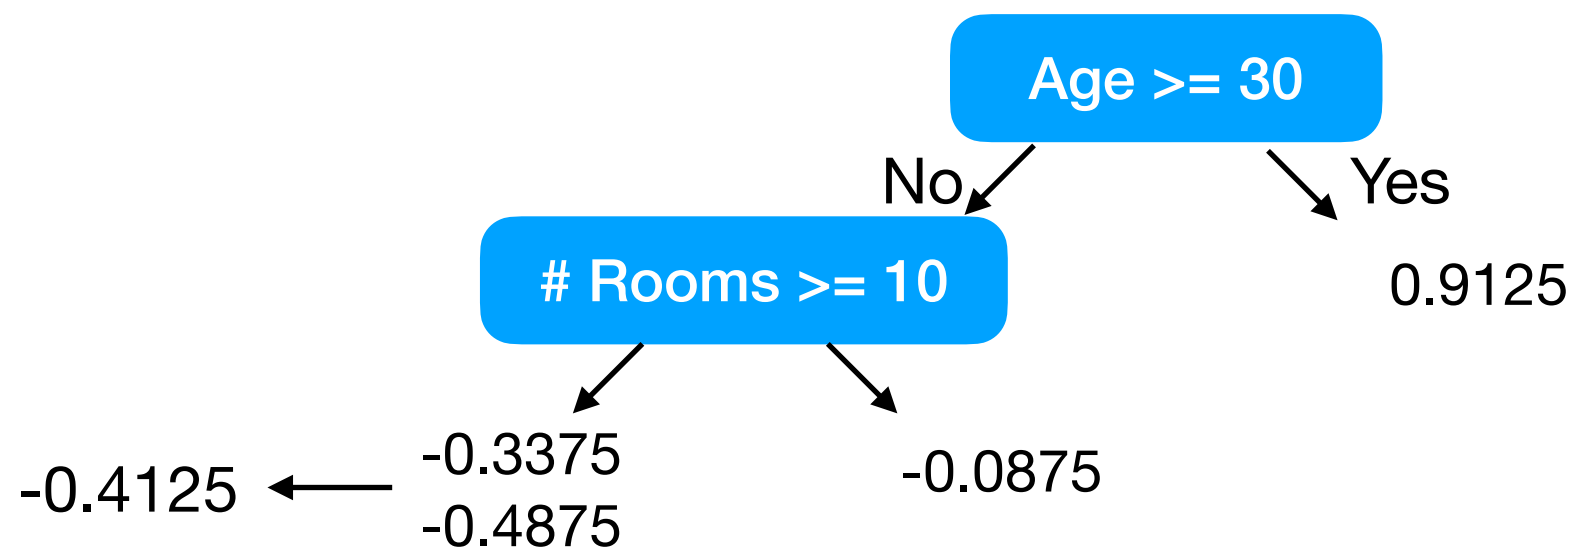 Age >= 30
No
Yes
# Rooms >= 10
0.9125
-0.3375
-0.4875
-0.4125
-0.0875